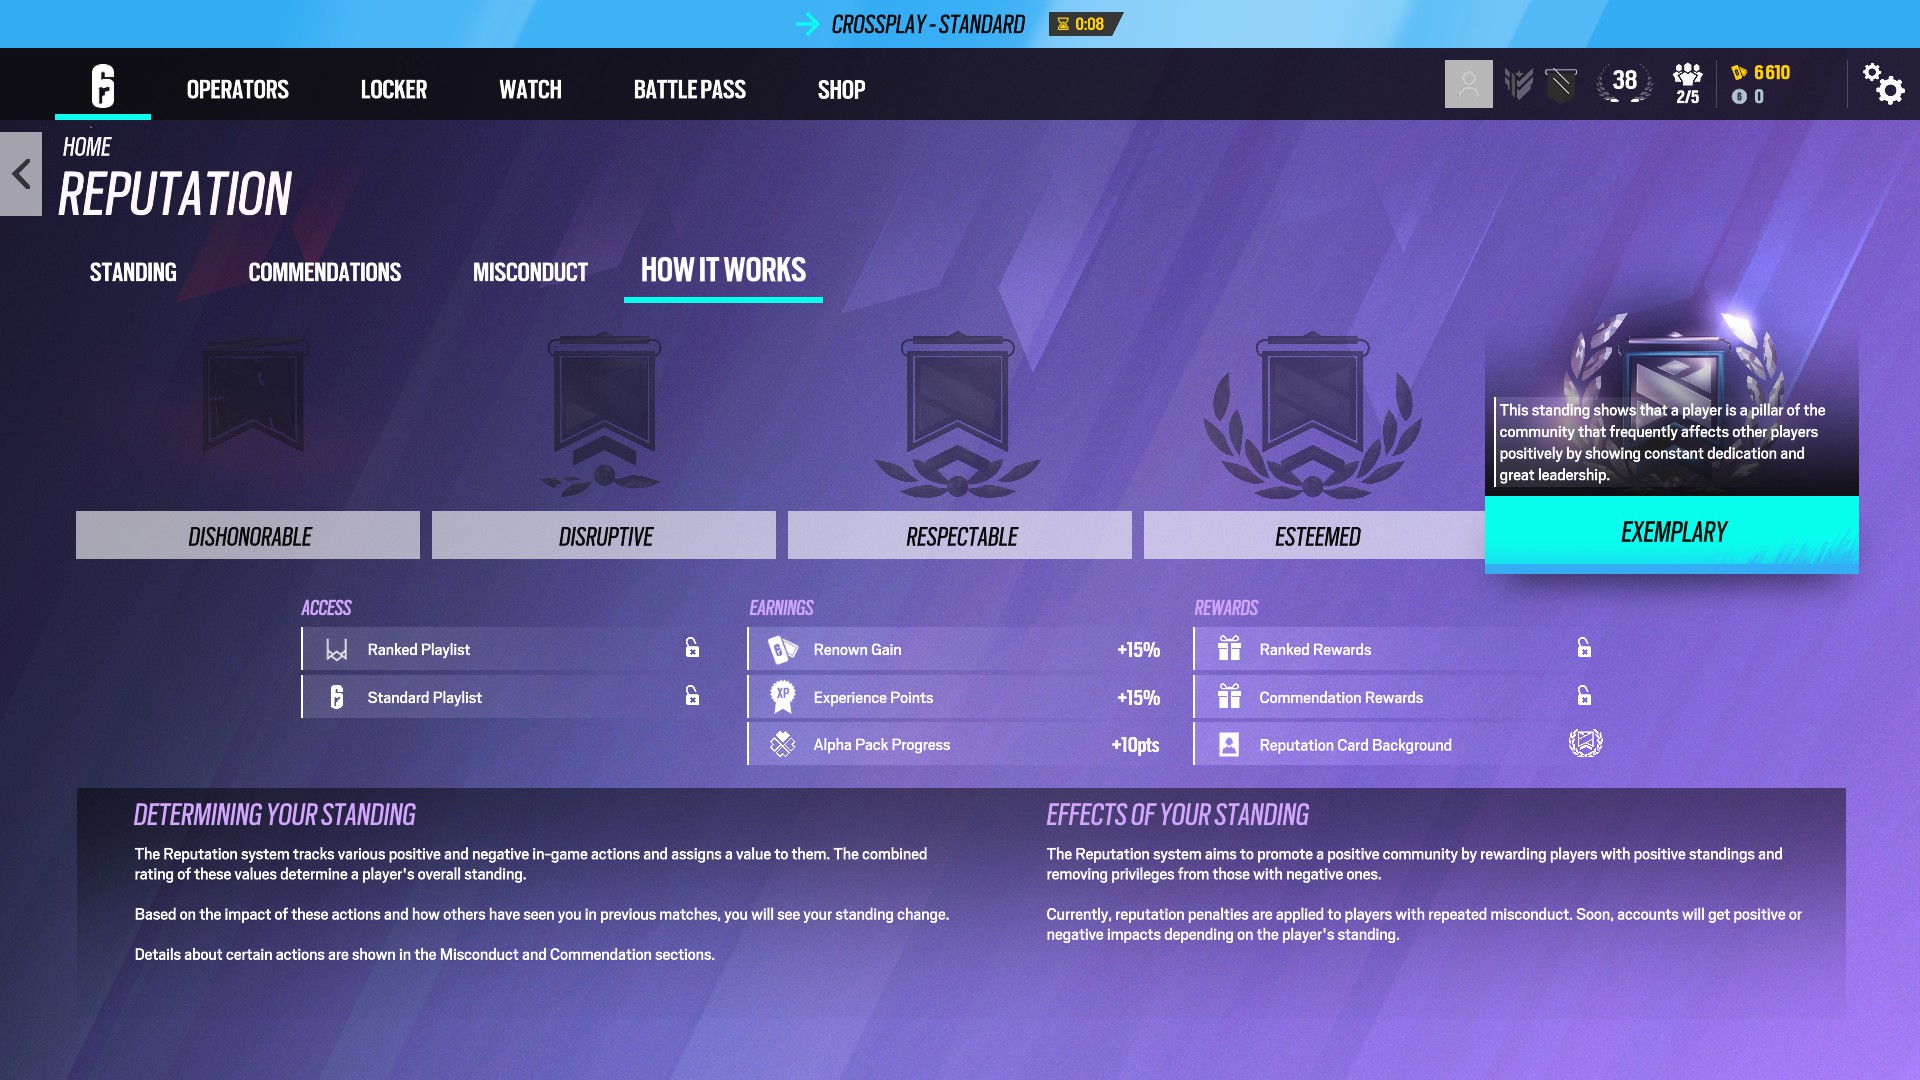 CROSSPLAY - STANDARD 0:08
OPERATORS LOCKER WATCH BATTLE PASS SHOP 38 2/5 6610 0
HOME
REPUTATION
STANDING COMMENDATIONS MISCONDUCT HOW IT WORKS
This standing shows that a player is a pillar of the
community that frequently affects other players
positively by showing constant dedication and
great leadership.
DISHONORABLE DISRUPTIVE RESPECTABLE ESTEEMED EXEMPLARY
ACCESS
Ranked Playlist
Standard Playlist
EARNINGS
Renown Gain +15%
XP Experience Points +15%
Alpha Pack Progress +10pts
REWARDS
Ranked Rewards
Commendation Rewards
Reputation Card Background
DETERMINING YOUR STANDING
The Reputation system tracks various positive and negative in-game actions and assigns a value to them. The combined
rating of these values determine a player's overall standing.
Based on the impact of these actions and how others have seen you in previous matches, you will see your standing change.
Details about certain actions are shown in the Misconduct and Commendation sections.
EFFECTS OF YOUR STANDING
The Reputation system aims to promote a positive community by rewarding players with positive standings and
removing privileges from those with negative ones.
Currently, reputation penalties are applied to players with repeated misconduct. Soon, accounts will get positive or
negative impacts depending on the player's standing.